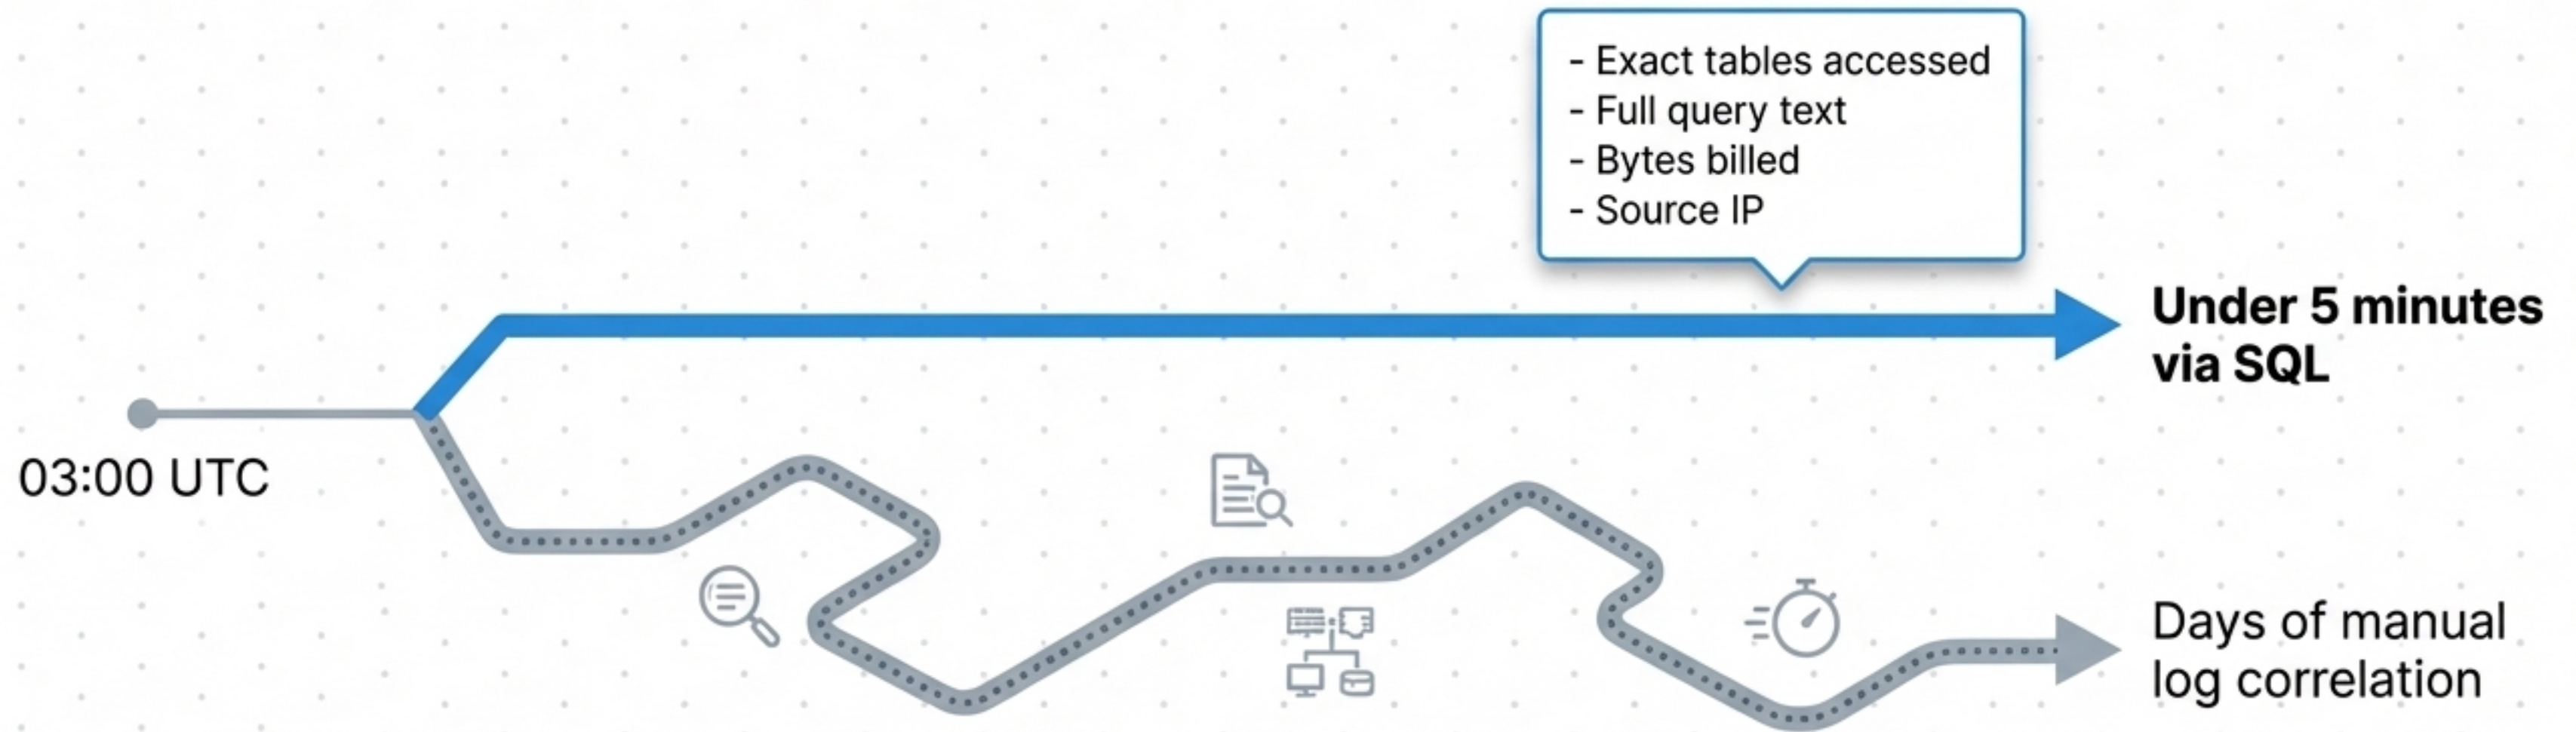 - Exact tables accessed
- Full query text
- Bytes billed
- Source IP
Under 5 minutes
via SQL
03:00 UTC
Days of manual
log correlation